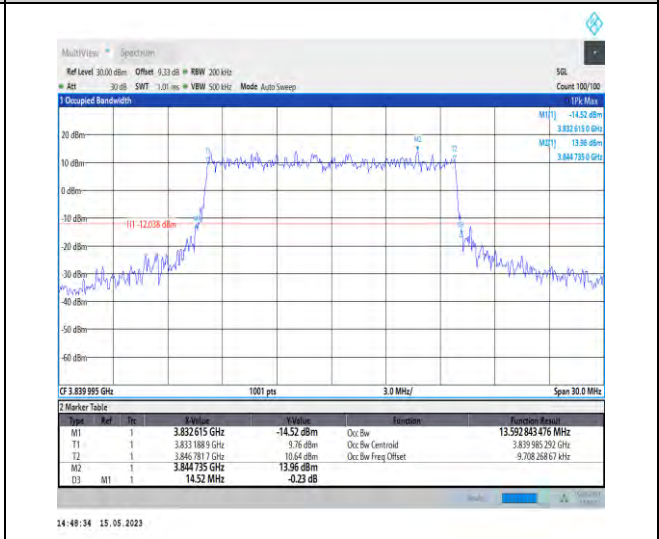 MultiView Spectrum
Ref Level 30.00 dBm Offset 9.33 dB RBW 200 kHz SGL
Att 30 dB SWT 1.01 ms VBW 500 kHz Mode Auto Sweep Count 100/100
1 Occupied Bandwidth 1Pk Max
M1[1] -14.52 dBm
3.832 615 0 GHz
M2[1] 13.96 dBm
3.844 735 0 GHz
20 dBm
M2
T2
10 dBm
0 dBm
-10 dBm
H1 -12.038 dBm
-20 dBm
-30 dBm
-40 dBm
-50 dBm
-60 dBm
CF 3.839 995 GHz 1001 pts 3.0 MHz/ Span 30.0 MHz
2 Marker Table
Type Ref Trc X-Value Y-Value Function Function Result
M1 1 3.832 615 GHz -14.52 dBm Occ Bw 13.592 843 476 MHz
T1 1 3.833 188 9 GHz 9.76 dBm Occ Bw Centroid 3.839 985 292 GHz
T2 1 3.846 781 7 GHz 10.64 dBm Occ Bw Freq Offset -9.708 268 67 kHz
M2 1 3.844 735 GHz 13.96 dBm
D3 M1 1 14.52 MHz -0.23 dB
14:48:34 15.05.2023